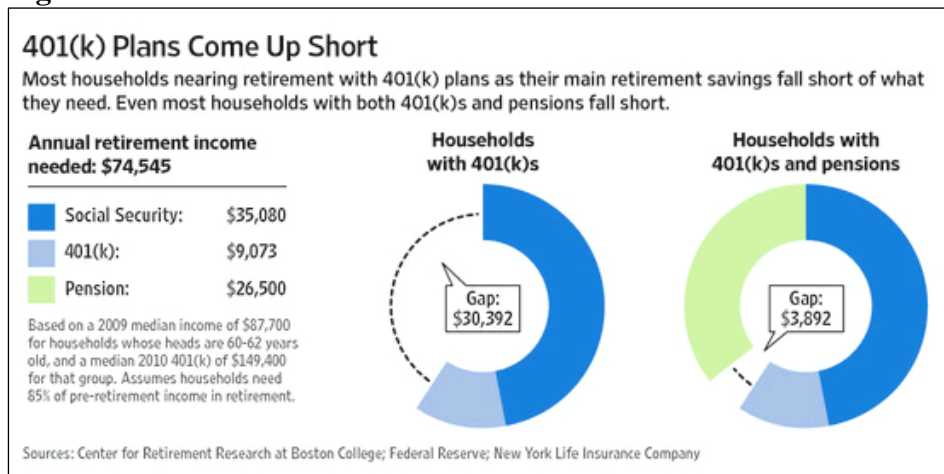 401(k) Plans Come Up Short
Most households nearing retirement with 401(k) plans as their main retirement savings fall short of what
they need. Even most households with both 401(k)s and pensions fall short.
Annual retirement income
needed: $74,545
Social Security: $35,080
401(k): $9,073
Pension: $26,500
Based on a 2009 median income of $87,700
for households whose heads are 60-62 years
old, and a median 2010 401(k) of $149,400
for that group. Assumes households need
85% of pre-retirement income in retirement.
Households
with 401(k)s
Gap:
$30,392
Households with
401(k)s and pensions
Gap:
$3,892
Sources: Center for Retirement Research at Boston College; Federal Reserve; New York Life Insurance Company